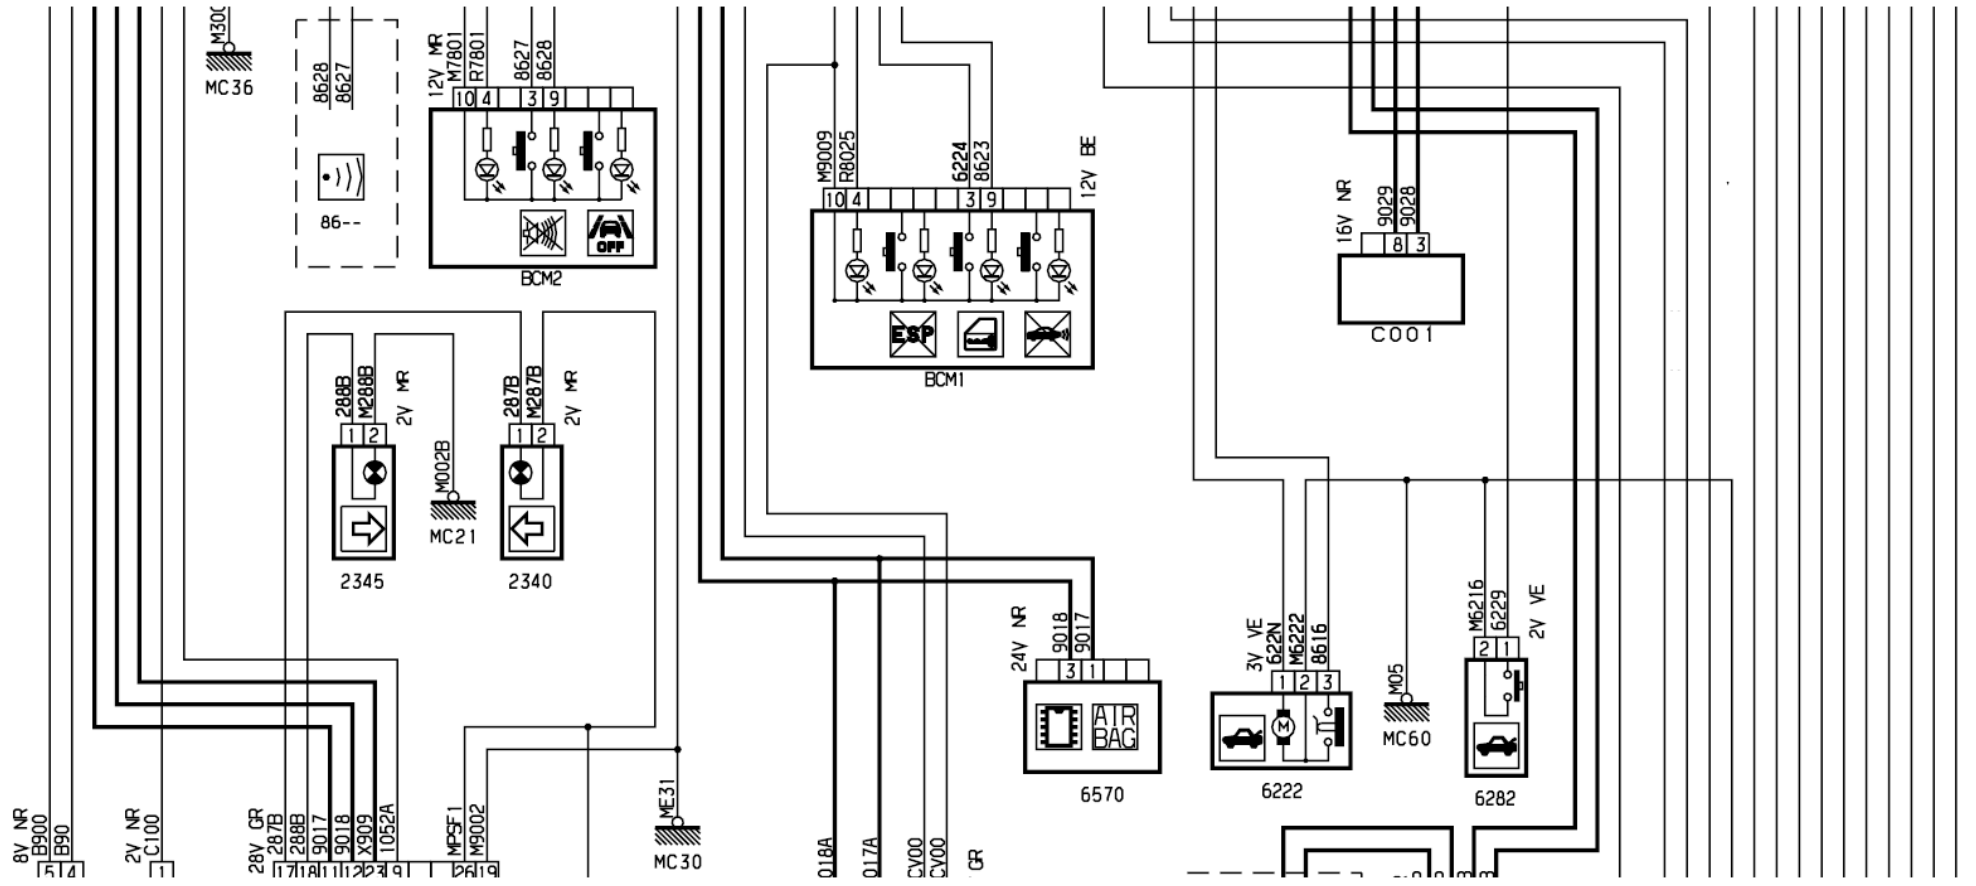 M300
MC36
8628
8627
86--
12V MR
M7801
R7801
8627
8628
10 4 3 9
OFF
BCM2
M9009
R8025
6224
8623
12V BE
10 4 3 9
ESP
BCM1
16V NR
9029
9028
8 3
C001
288B
M288B
2V MR
1 2
2345
M002B
MC21
287B
M287B
2V MR
1 2
2340
24V NR
9018
9017
3 1
AIR
BAG
6570
3V VE
622N
M6222
8616
1 2 3
M
6222
M05
MC60
M6216
6229
2V VE
2 1
6282
8V NR
B900
B90
5 4
2V NR
C100
1
28V GR
287B
288B
9017
9018
X909
1052A
MPSF1
M9002
17 18 11 12 23 9 26 19
ME31
MC30
018A
017A
CV00
CV00
GR